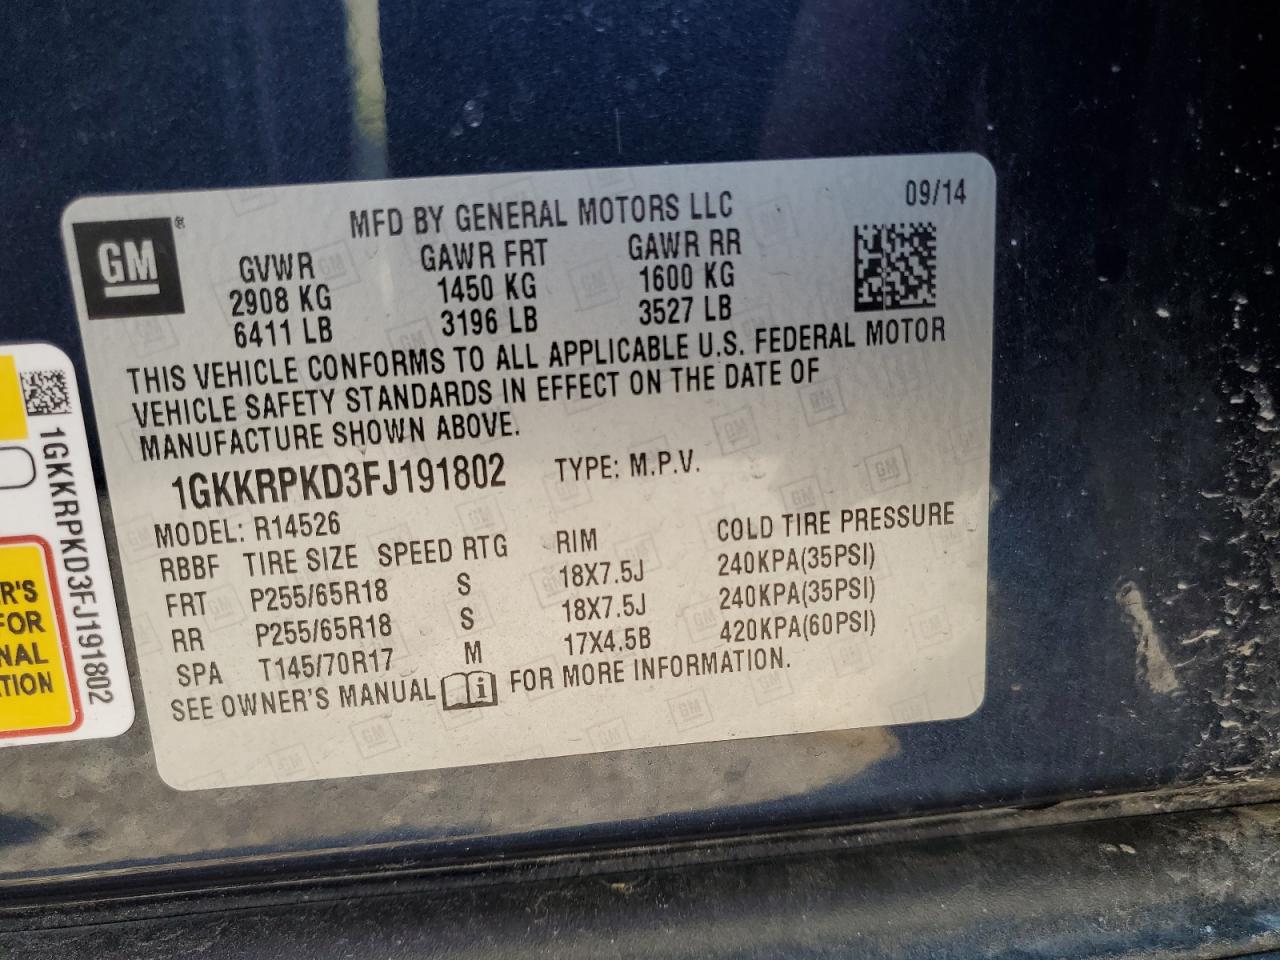 GM®
MFD BY GENERAL MOTORS LLC
09/14
GVWR GAWR FRT GAWR RR
2908 KG 1450 KG 1600 KG
6411 LB 3196 LB 3527 LB
THIS VEHICLE CONFORMS TO ALL APPLICABLE U.S. FEDERAL MOTOR
VEHICLE SAFETY STANDARDS IN EFFECT ON THE DATE OF
MANUFACTURE SHOWN ABOVE.
1GKKRPKD3FJ191802 TYPE: M.P.V.
MODEL: R14526
RBBF TIRE SIZE SPEED RTG RIM COLD TIRE PRESSURE
FRT P255/65R18 S 18X7.5J 240KPA(35PSI)
RR P255/65R18 S 18X7.5J 240KPA(35PSI)
SPA T145/70R17 M 17X4.5B 420KPA(60PSI)
SEE OWNER'S MANUAL i FOR MORE INFORMATION.
1GKKRPKD3FJ191802
R'S
FOR
NAL
TION